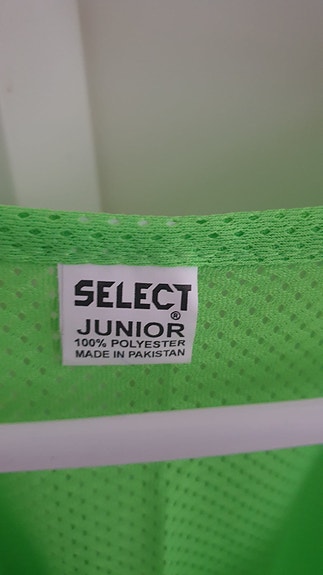 SELECT
®
JUNIOR
100% POLYESTER
MADE IN PAKISTAN